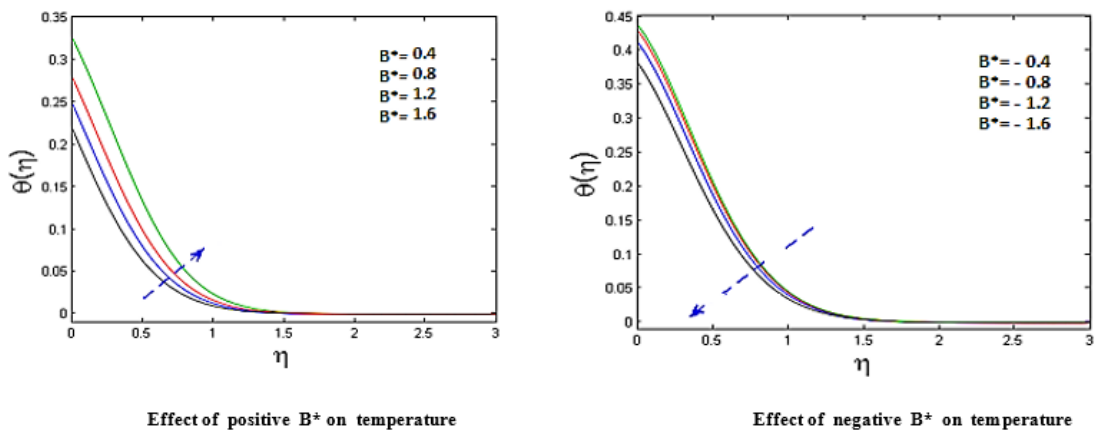 0.35
0.3
0.25
0.2
0.15
0.1
0.05
0
θ(η)
B*= 0.4
B*= 0.8
B*= 1.2
B*= 1.6
0 0.5 1 1.5 2 2.5 3
η
Effect of positive B* on temperature
0.45
0.4
0.35
0.3
0.25
0.2
0.15
0.1
0.05
0
θ(η)
B*= - 0.4
B*= - 0.8
B*= - 1.2
B*= - 1.6
0 0.5 1 1.5 2 2.5 3
η
Effect of negative B* on temperature